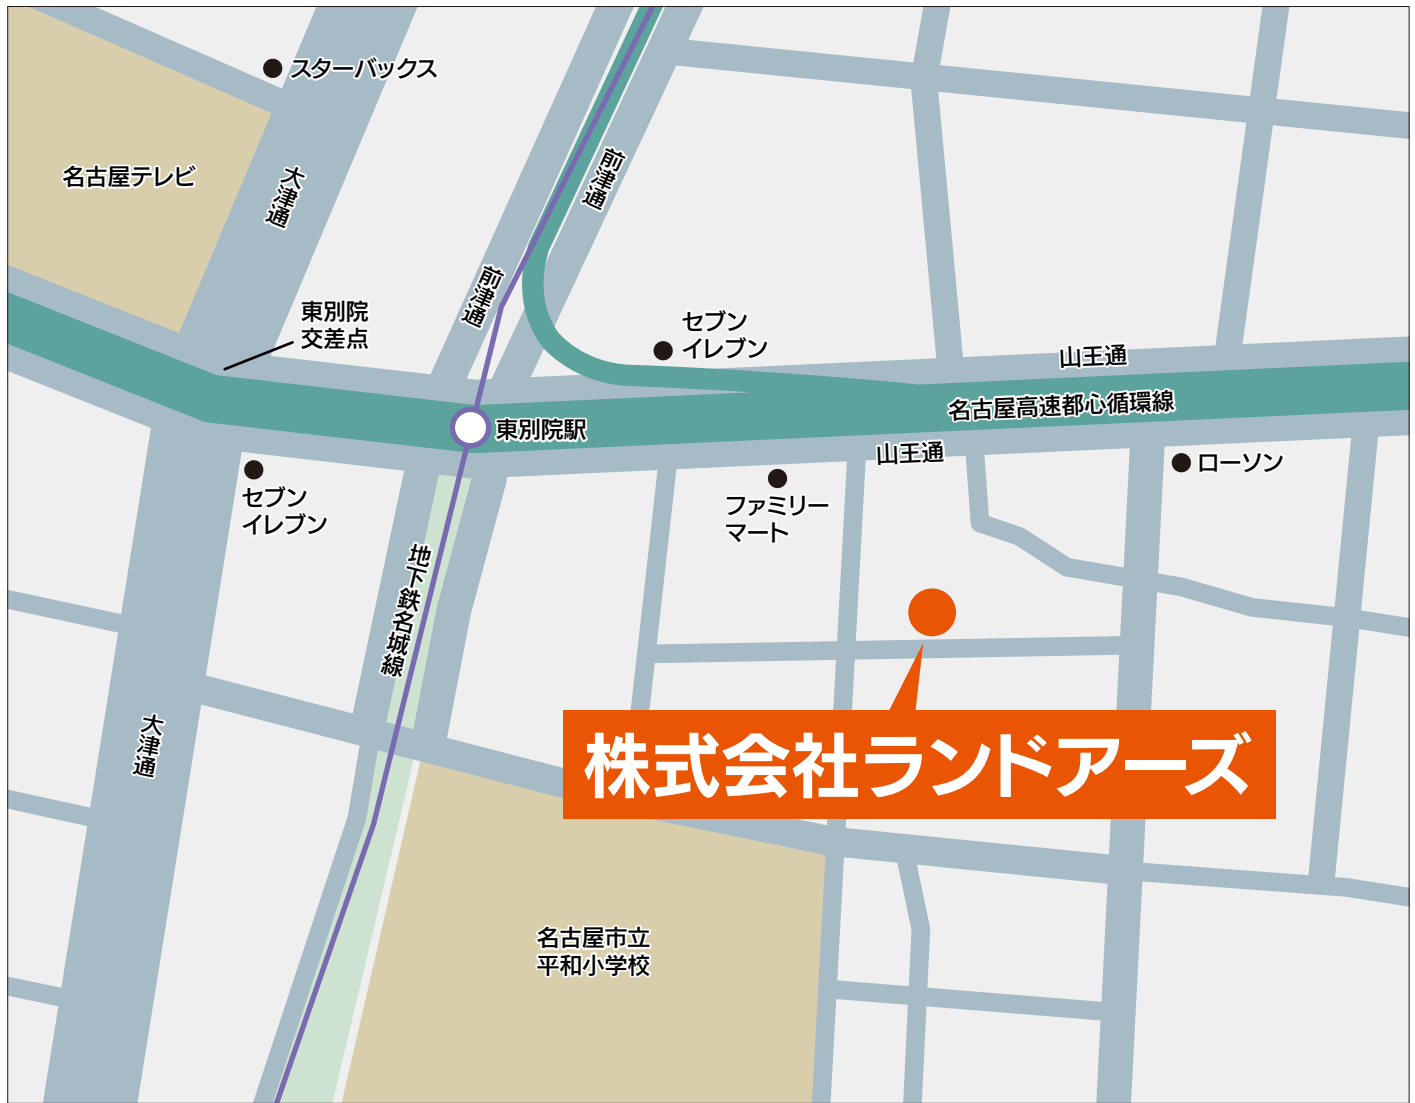 スターバックス
名古屋テレビ
大津通
前津通
前津通
東別院
交差点
セブン
イレブン
山王通
名古屋高速都心循環線
東別院駅
山王通
セブン
イレブン
ローソン
ファミリー
マート
地下鉄名城線
大津通
株式会社ランドアーズ
名古屋市立
平和小学校